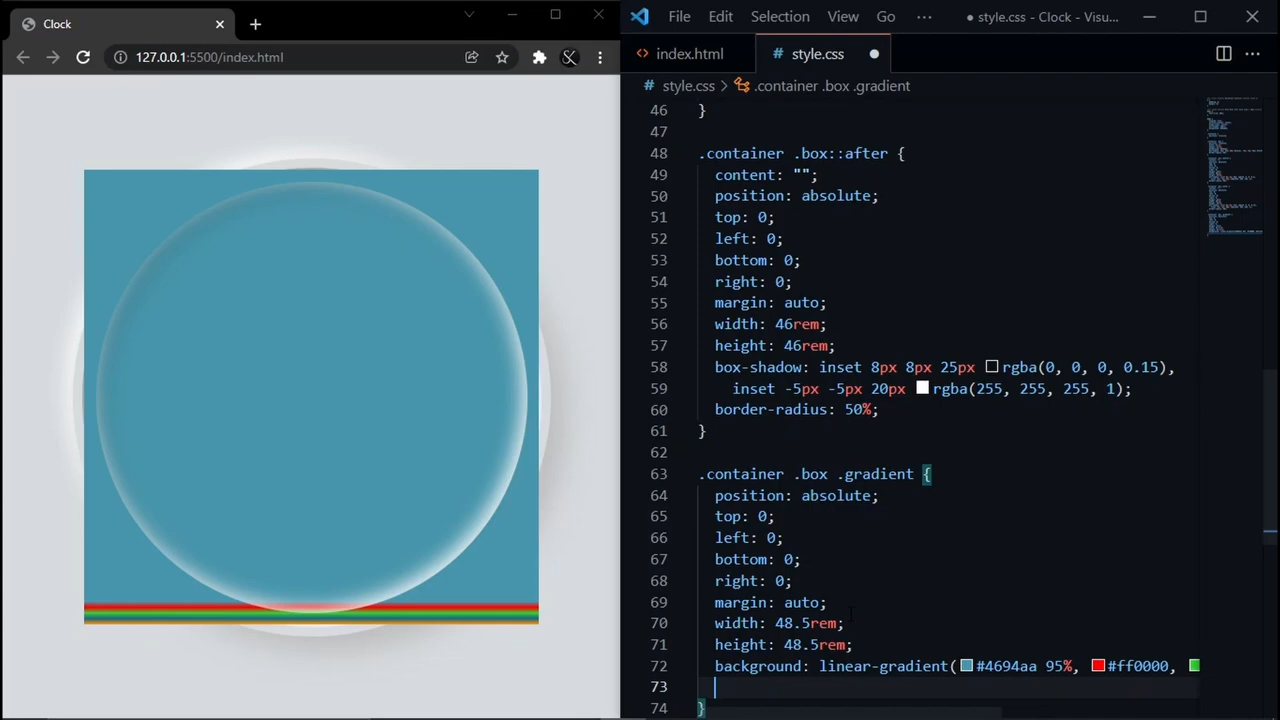 Clock
127.0.0.1:5500/index.html
File Edit Selection View Go ··· ● style.css - Clock - Visu...
<> index.html # style.css ●
# style.css > .container .box .gradient
46 }
47
48 .container .box::after {
49 content: "";
50 position: absolute;
51 top: 0;
52 left: 0;
53 bottom: 0;
54 right: 0;
55 margin: auto;
56 width: 46rem;
57 height: 46rem;
58 box-shadow: inset 8px 8px 25px rgba(0, 0, 0, 0.15),
59 inset -5px -5px 20px rgba(255, 255, 255, 1);
60 border-radius: 50%;
61 }
62
63 .container .box .gradient {
64 position: absolute;
65 top: 0;
66 left: 0;
67 bottom: 0;
68 right: 0;
69 margin: auto;
70 width: 48.5rem;
71 height: 48.5rem;
72 background: linear-gradient(#4694aa 95%, #ff0000,
73
74 }